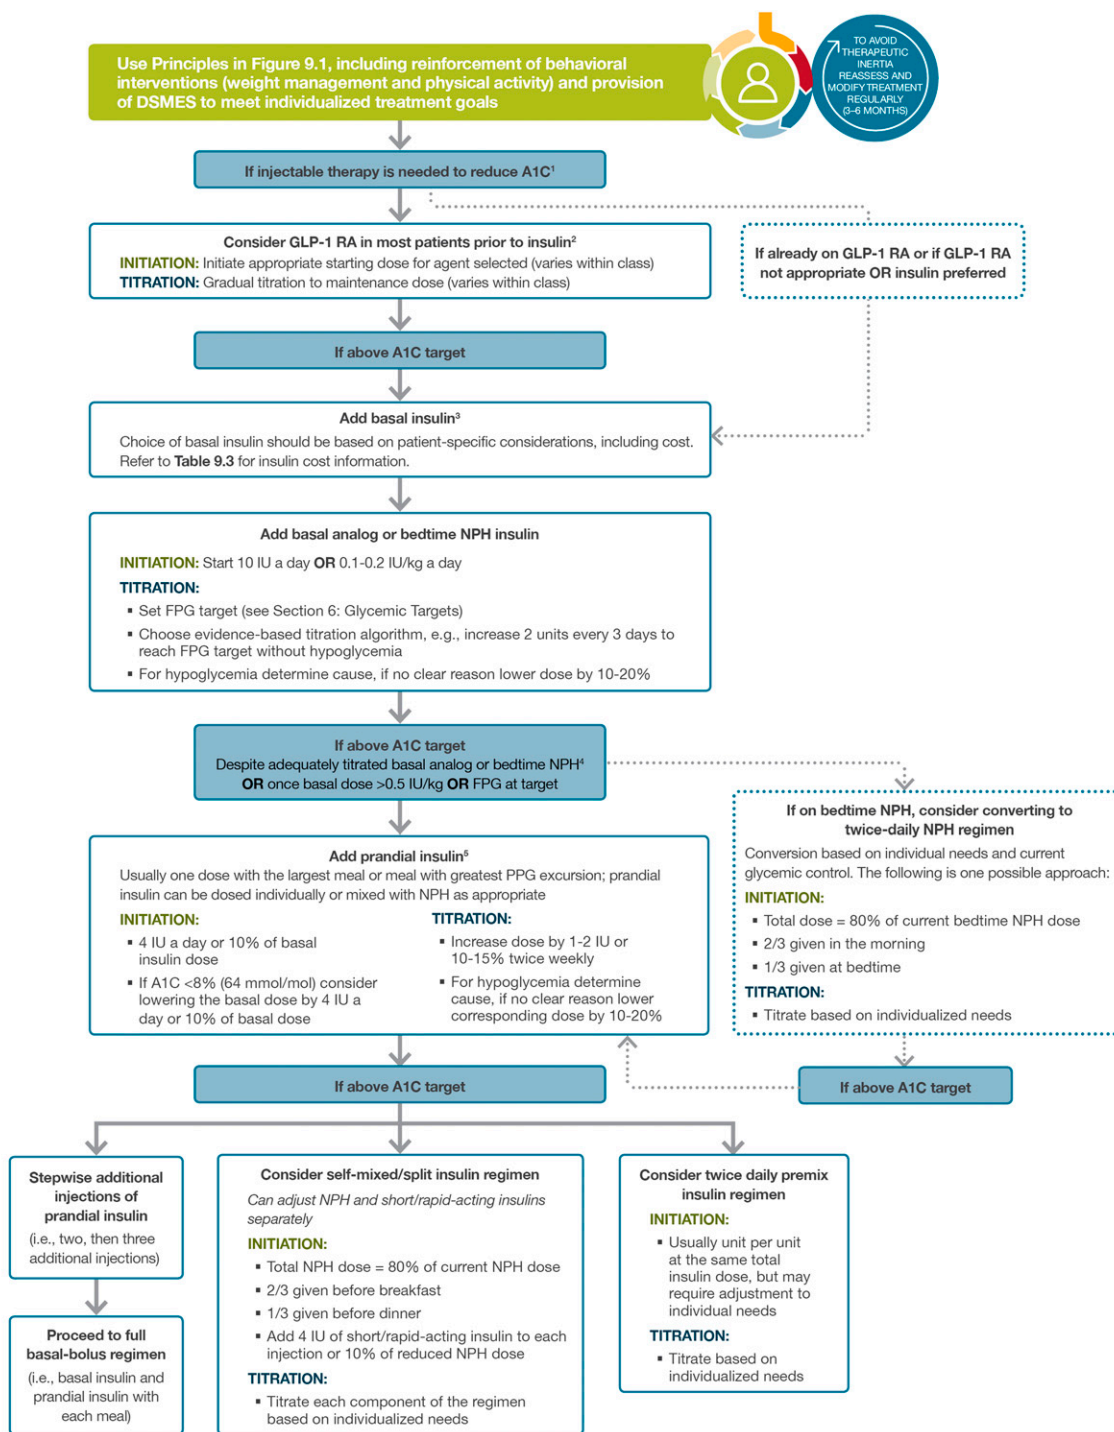 Use Principles in Figure 9.1, including reinforcement of behavioral
interventions (weight management and physical activity) and provision
of DSMES to meet individualized treatment goals
TO AVOID
THERAPEUTIC
INERTIA
REASSESS AND
MODIFY TREATMENT
REGULARLY
(3–6 MONTHS)
If injectable therapy is needed to reduce A1C¹
Consider GLP-1 RA in most patients prior to insulin²
INITIATION: Initiate appropriate starting dose for agent selected (varies within class)
TITRATION: Gradual titration to maintenance dose (varies within class)
If already on GLP-1 RA or if GLP-1 RA
not appropriate OR insulin preferred
If above A1C target
Add basal insulin³
Choice of basal insulin should be based on patient-specific considerations, including cost.
Refer to Table 9.3 for insulin cost information.
Add basal analog or bedtime NPH insulin
INITIATION: Start 10 IU a day OR 0.1-0.2 IU/kg a day
TITRATION:
▪ Set FPG target (see Section 6: Glycemic Targets)
▪ Choose evidence-based titration algorithm, e.g., increase 2 units every 3 days to
reach FPG target without hypoglycemia
▪ For hypoglycemia determine cause, if no clear reason lower dose by 10-20%
If above A1C target
Despite adequately titrated basal analog or bedtime NPH⁴
OR once basal dose >0.5 IU/kg OR FPG at target
If on bedtime NPH, consider converting to
twice-daily NPH regimen
Conversion based on individual needs and current
glycemic control. The following is one possible approach:
INITIATION:
▪ Total dose = 80% of current bedtime NPH dose
▪ 2/3 given in the morning
▪ 1/3 given at bedtime
TITRATION:
▪ Titrate based on individualized needs
Add prandial insulin⁵
Usually one dose with the largest meal or meal with greatest PPG excursion; prandial
insulin can be dosed individually or mixed with NPH as appropriate
INITIATION:
▪ 4 IU a day or 10% of basal
insulin dose
▪ If A1C <8% (64 mmol/mol) consider
lowering the basal dose by 4 IU a
day or 10% of basal dose
TITRATION:
▪ Increase dose by 1-2 IU or
10-15% twice weekly
▪ For hypoglycemia determine
cause, if no clear reason lower
corresponding dose by 10-20%
If above A1C target
If above A1C target
Stepwise additional
injections of
prandial insulin
(i.e., two, then three
additional injections)
Proceed to full
basal-bolus regimen
(i.e., basal insulin and
prandial insulin with
each meal)
Consider self-mixed/split insulin regimen
Can adjust NPH and short/rapid-acting insulins
separately
INITIATION:
▪ Total NPH dose = 80% of current NPH dose
▪ 2/3 given before breakfast
▪ 1/3 given before dinner
▪ Add 4 IU of short/rapid-acting insulin to each
injection or 10% of reduced NPH dose
TITRATION:
▪ Titrate each component of the regimen
based on individualized needs
Consider twice daily premix
insulin regimen
INITIATION:
▪ Usually unit per unit
at the same total
insulin dose, but may
require adjustment to
individual needs
TITRATION:
▪ Titrate based on
individualized needs